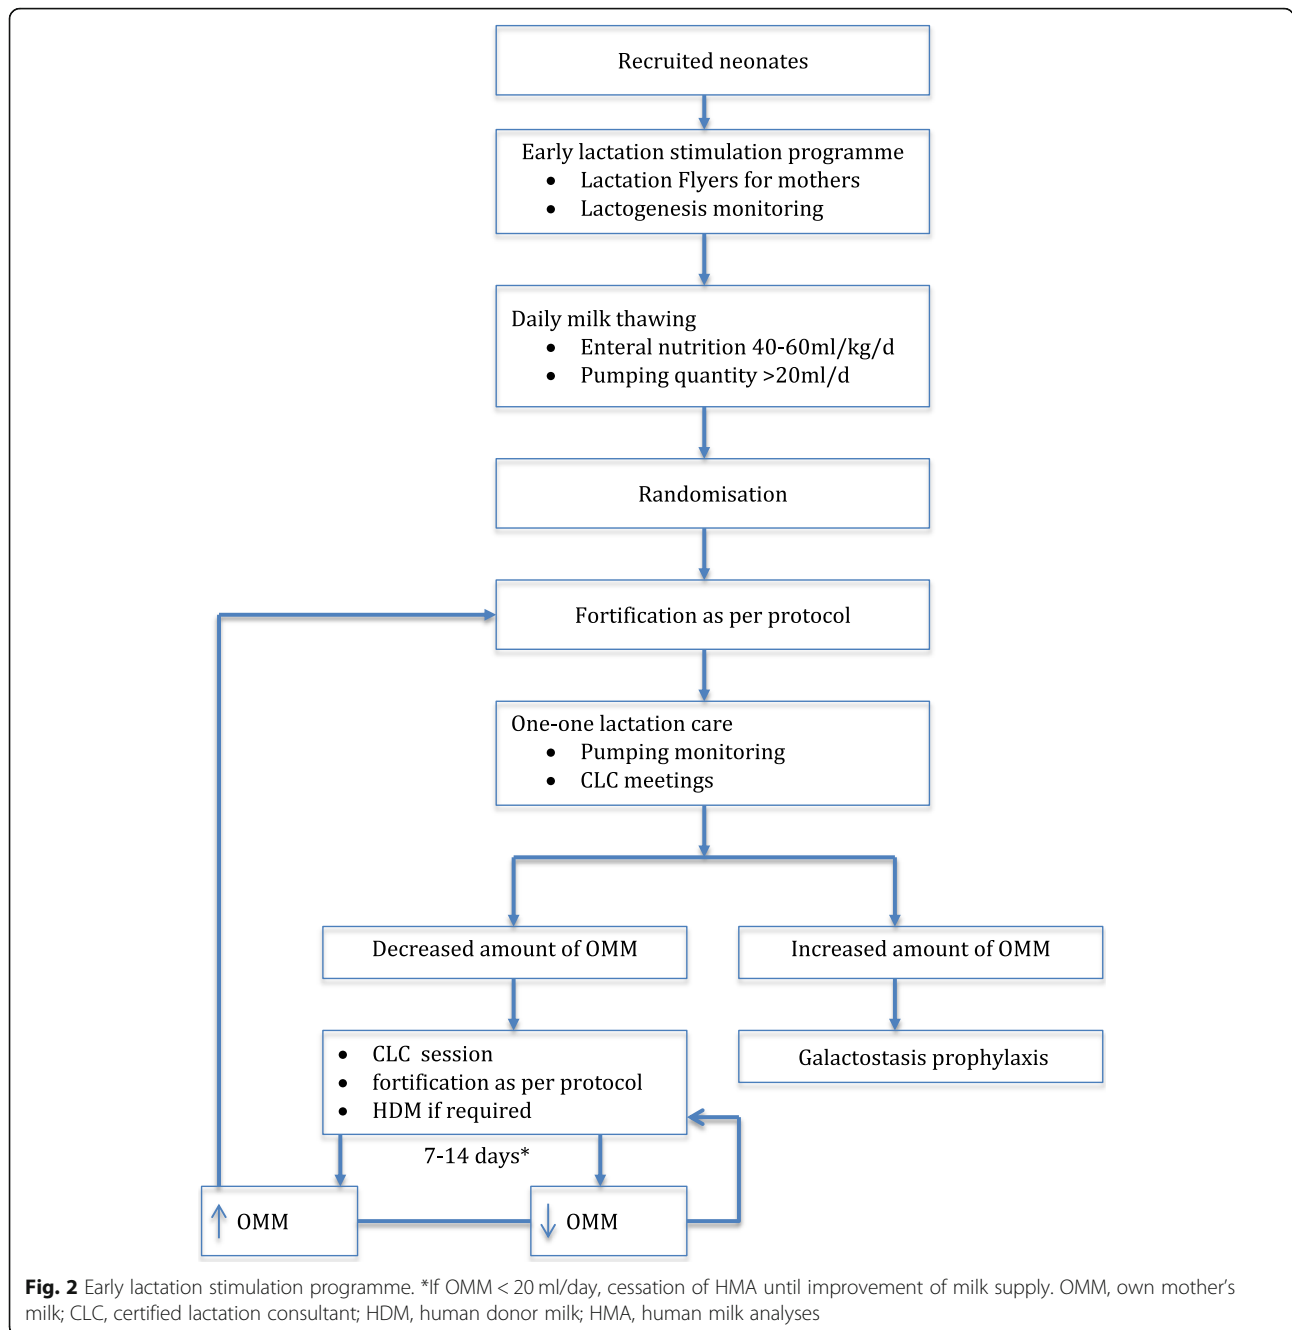 Recruited neonates
Early lactation stimulation programme
• Lactation Flyers for mothers
• Lactogenesis monitoring
Daily milk thawing
• Enteral nutrition 40-60ml/kg/d
• Pumping quantity >20ml/d
Randomisation
Fortification as per protocol
One-one lactation care
• Pumping monitoring
• CLC meetings
Decreased amount of OMM
Increased amount of OMM
• CLC session
• fortification as per protocol
• HDM if required
Galactostasis prophylaxis
7-14 days*
↑ OMM
↓ OMM
Fig. 2 Early lactation stimulation programme. *If OMM < 20 ml/day, cessation of HMA until improvement of milk supply. OMM, own mother's
milk; CLC, certified lactation consultant; HDM, human donor milk; HMA, human milk analyses